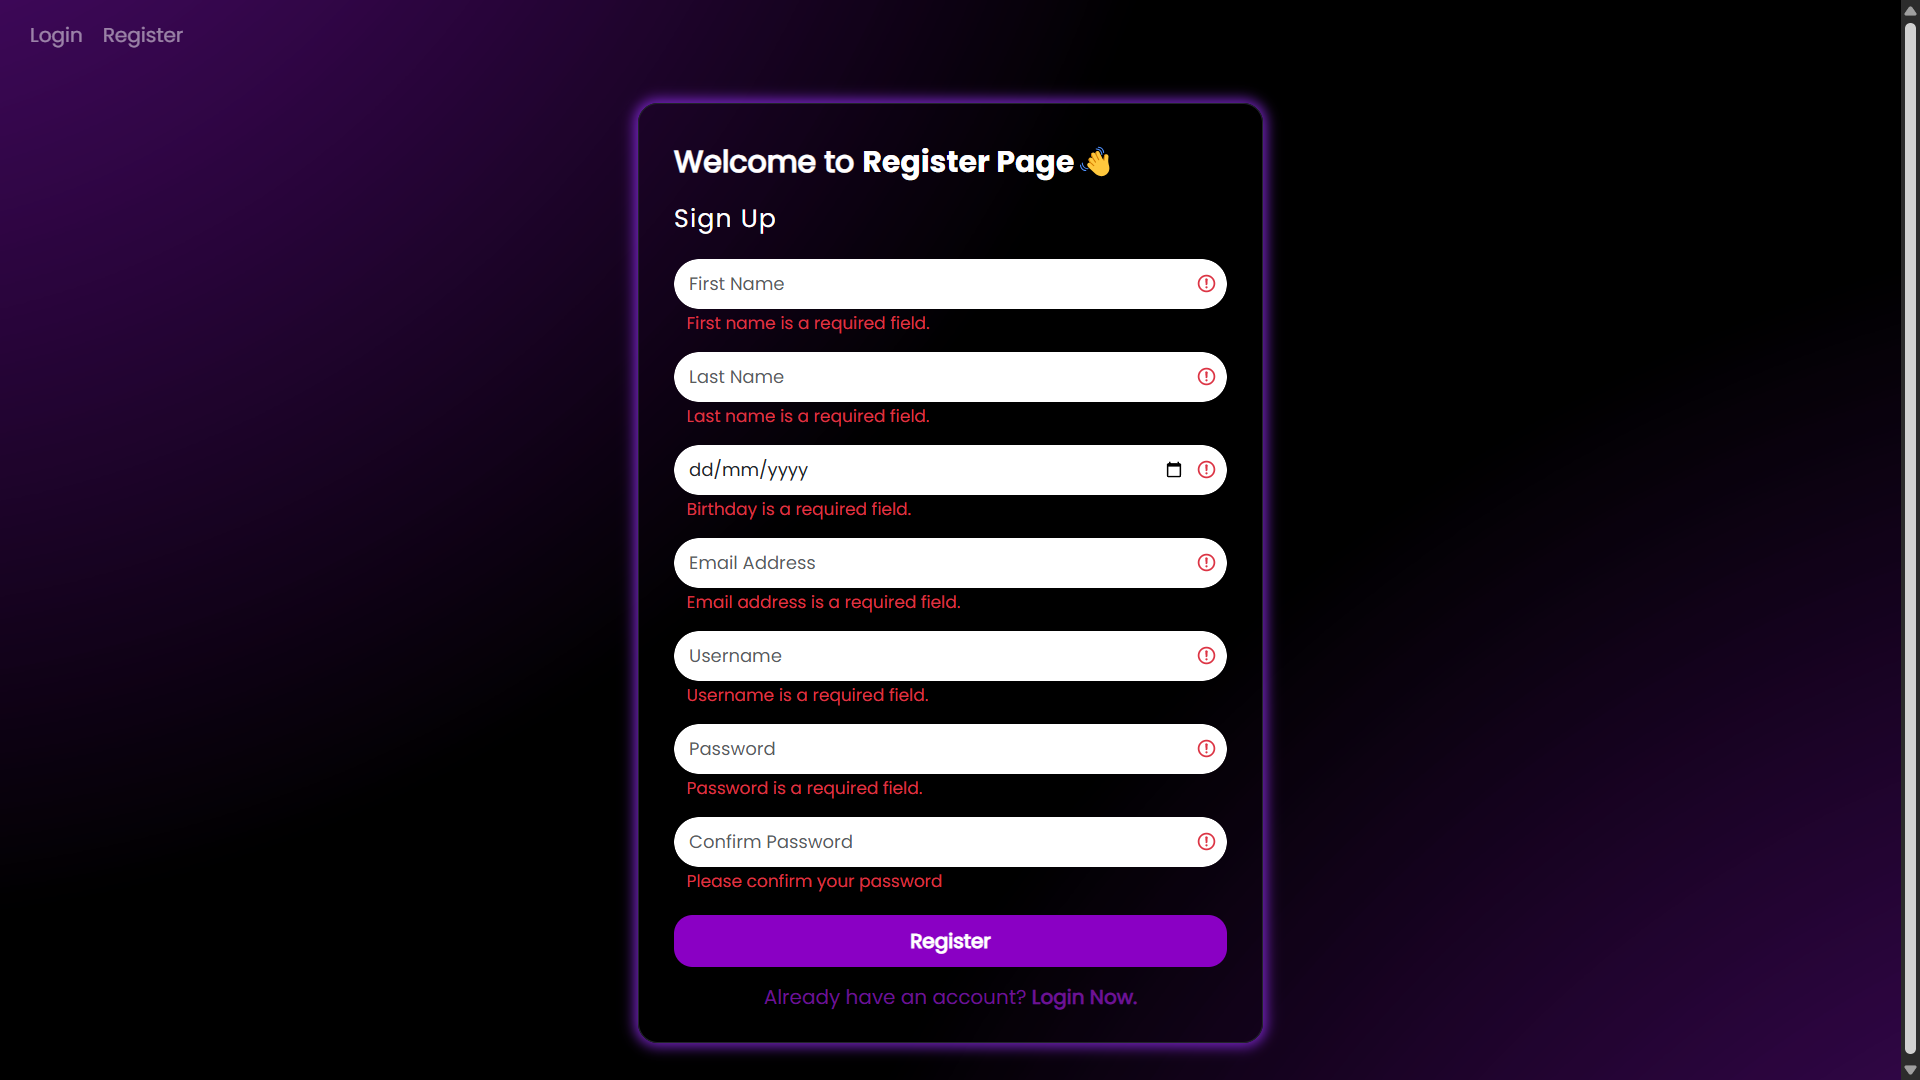 Login Register
Welcome to Register Page 👋
Sign Up
First Name
First name is a required field.
Last Name
Last name is a required field.
dd/mm/yyyy
Birthday is a required field.
Email Address
Email address is a required field.
Username
Username is a required field.
Password
Password is a required field.
Confirm Password
Please confirm your password
Register
Already have an account? Login Now.